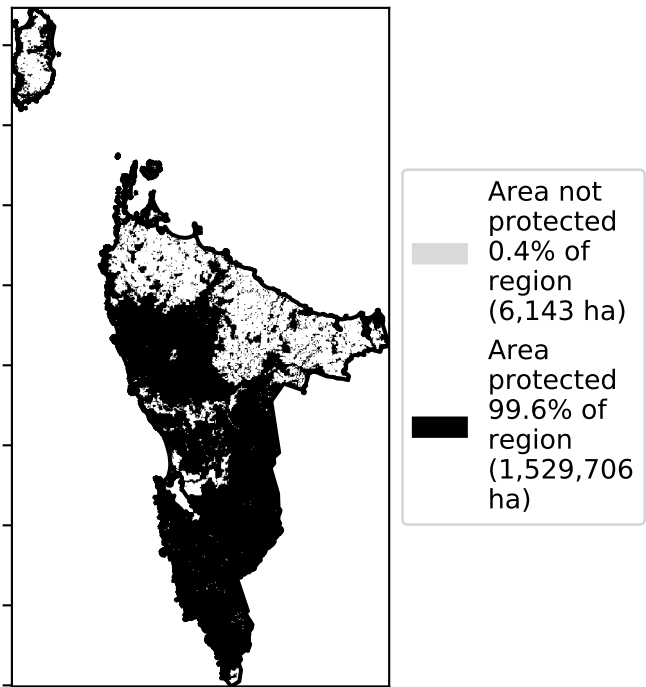 Area not
protected
0.4% of
region
(6,143 ha)
Area
protected
99.6% of
region
(1,529,706
ha)